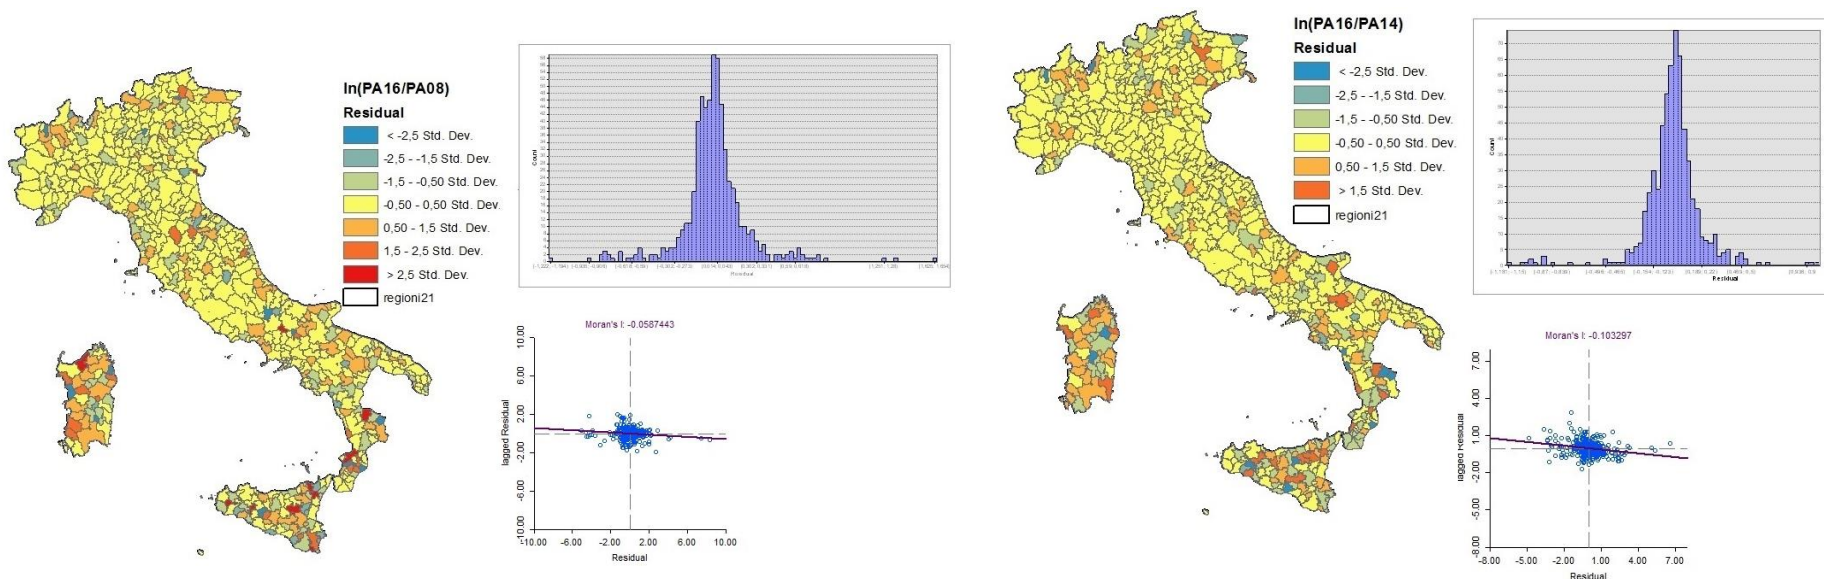 ln(PA16/PA08)
Residual
< -2,5 Std. Dev.
-2,5 - -1,5 Std. Dev.
-1,5 - -0,50 Std. Dev.
-0,50 - 0,50 Std. Dev.
0,50 - 1,5 Std. Dev.
1,5 - 2,5 Std. Dev.
> 2,5 Std. Dev.
regioni21
Count
Residual
Moran's I: -0.0587443
lagged Residual
10.00
6.00
2.00
-2.00
-6.00
-10.00
-10.00 -6.00 -2.00 2.00 6.00 10.00
Residual
ln(PA16/PA14)
Residual
< -2,5 Std. Dev.
-2,5 - -1,5 Std. Dev.
-1,5 - -0,50 Std. Dev.
-0,50 - 0,50 Std. Dev.
0,50 - 1,5 Std. Dev.
> 1,5 Std. Dev.
regioni21
Count
Residual
Moran's I: -0.103297
lagged Residual
7.00
4.00
1.00
-2.00
-5.00
-8.00
-8.00 -5.00 -2.00 1.00 4.00 7.00
Residual